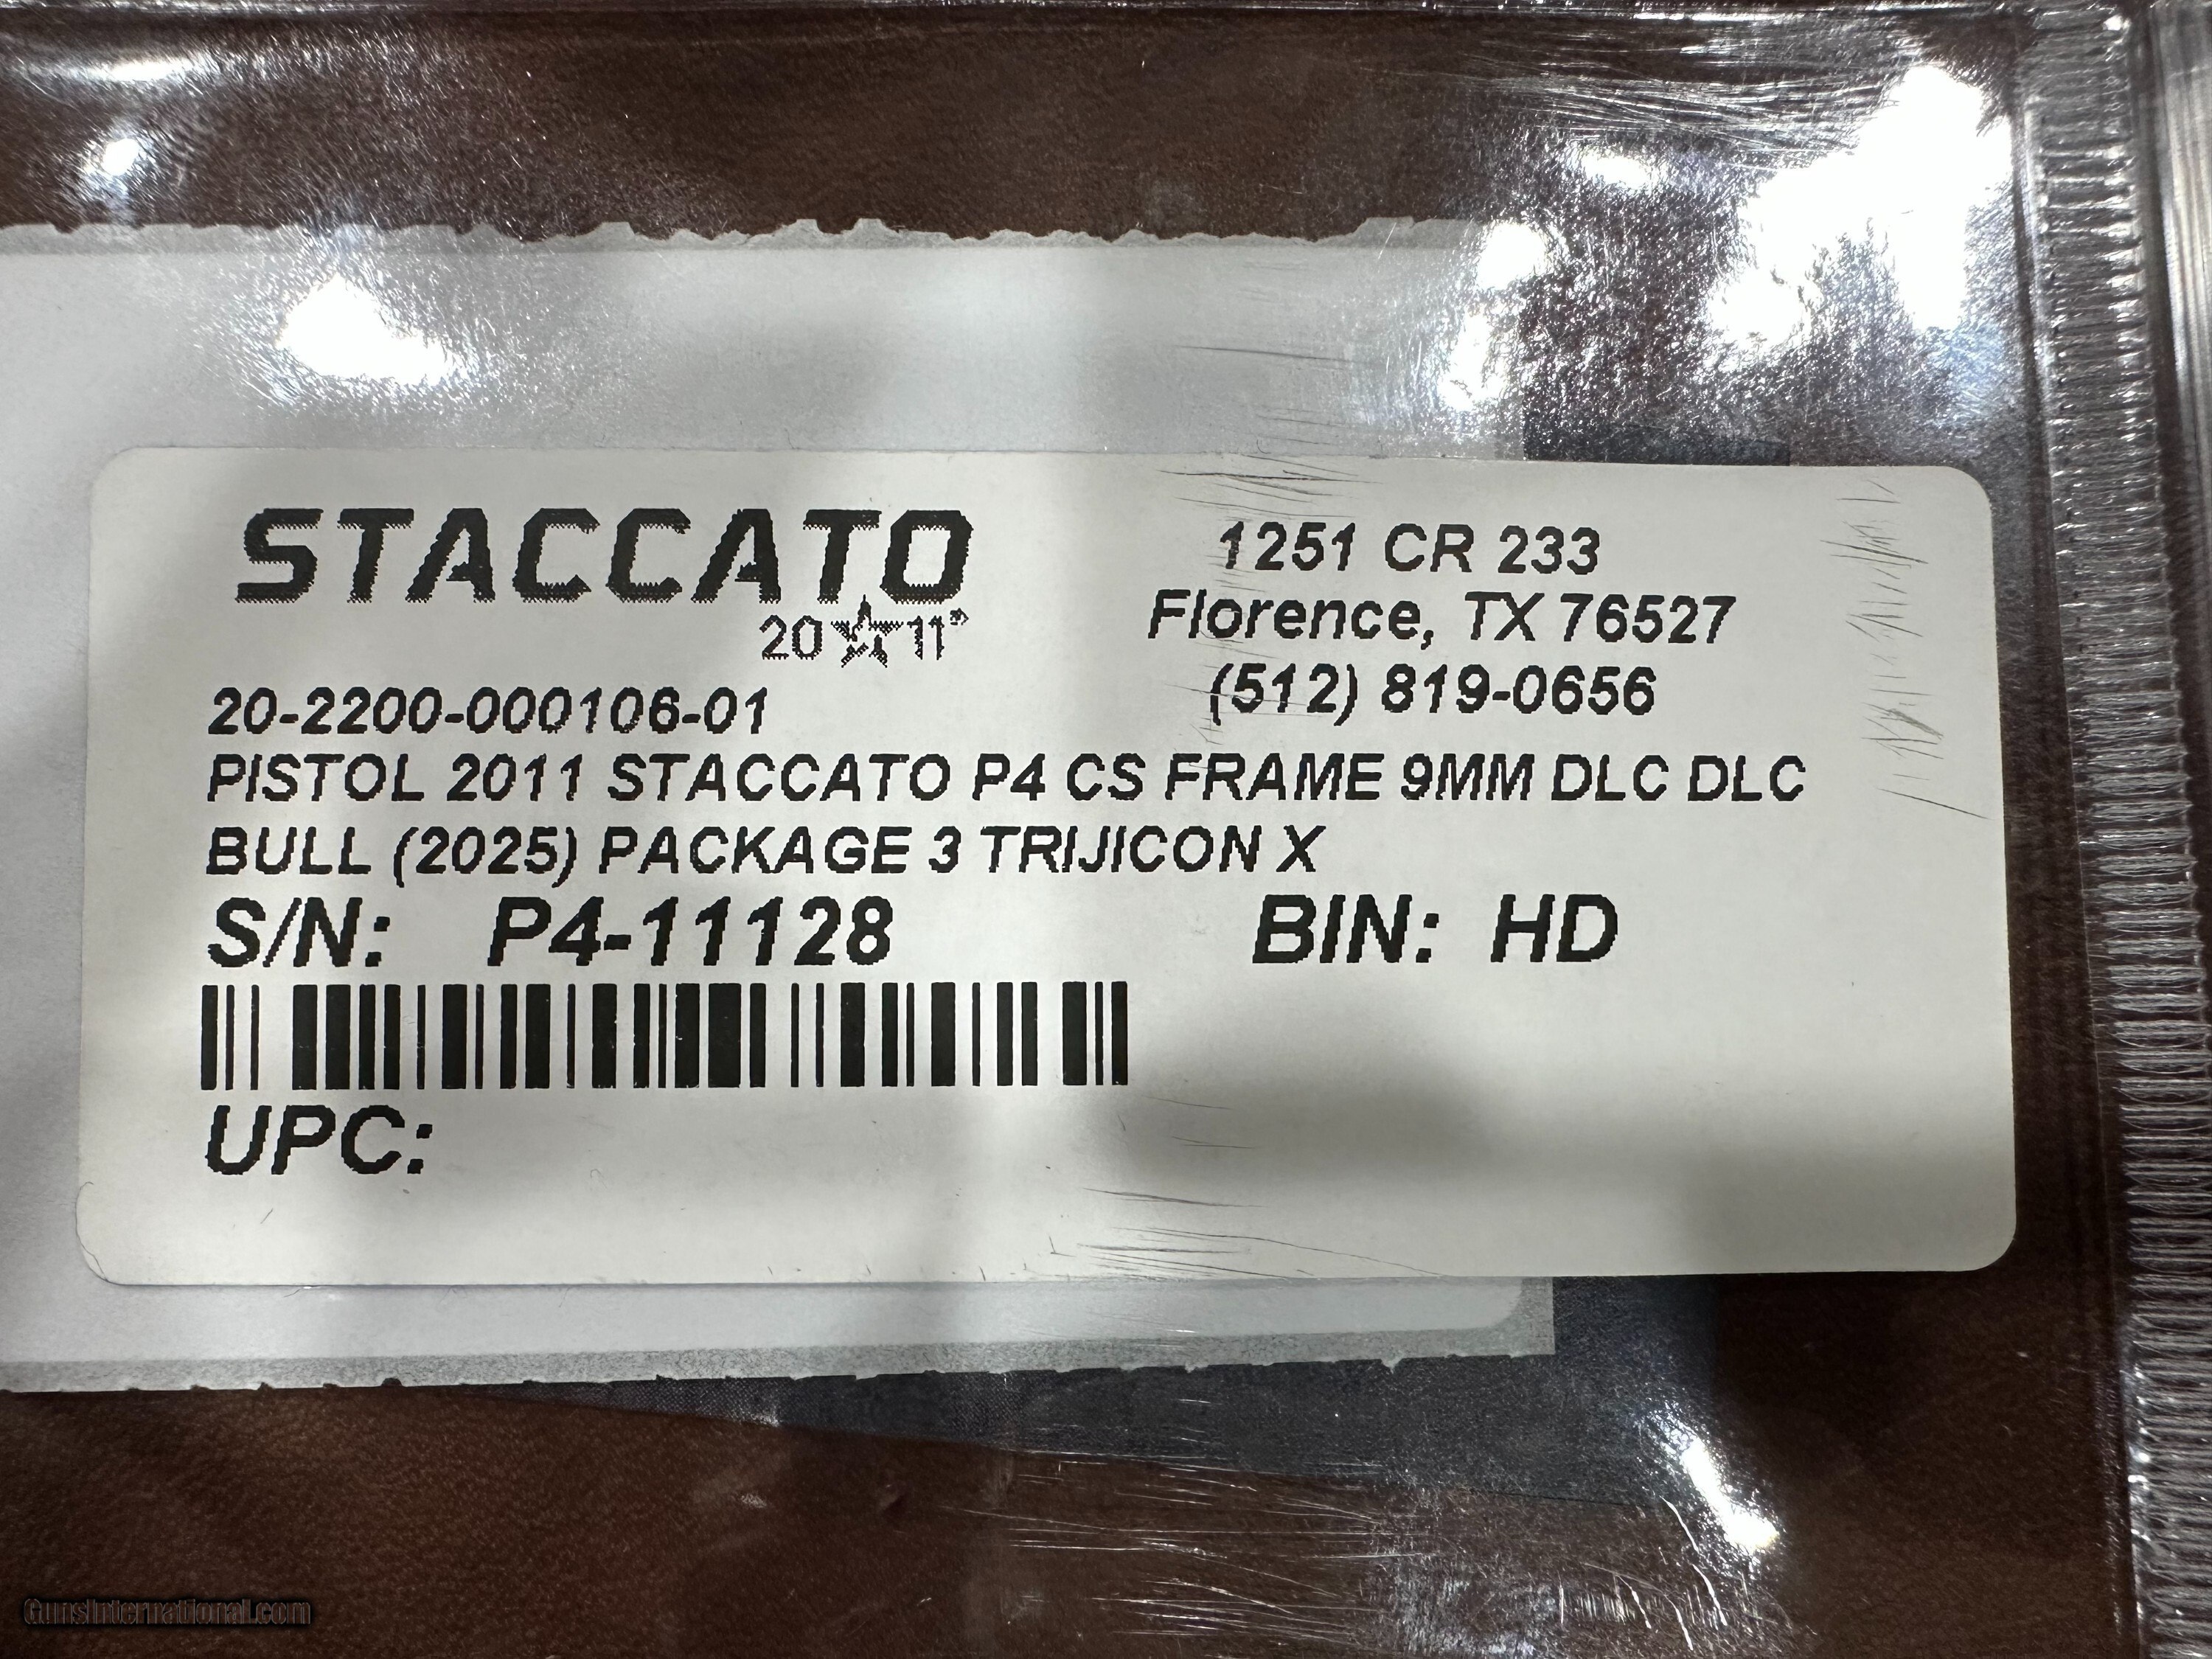 STACCATO
20★11®
1251 CR 233
Florence, TX 76527
(512) 819-0656
20-2200-000106-01
PISTOL 2011 STACCATO P4 CS FRAME 9MM DLC DLC
BULL (2025) PACKAGE 3 TRIJICON X
S/N: P4-11128
BIN: HD
UPC:
GunsInternational.com